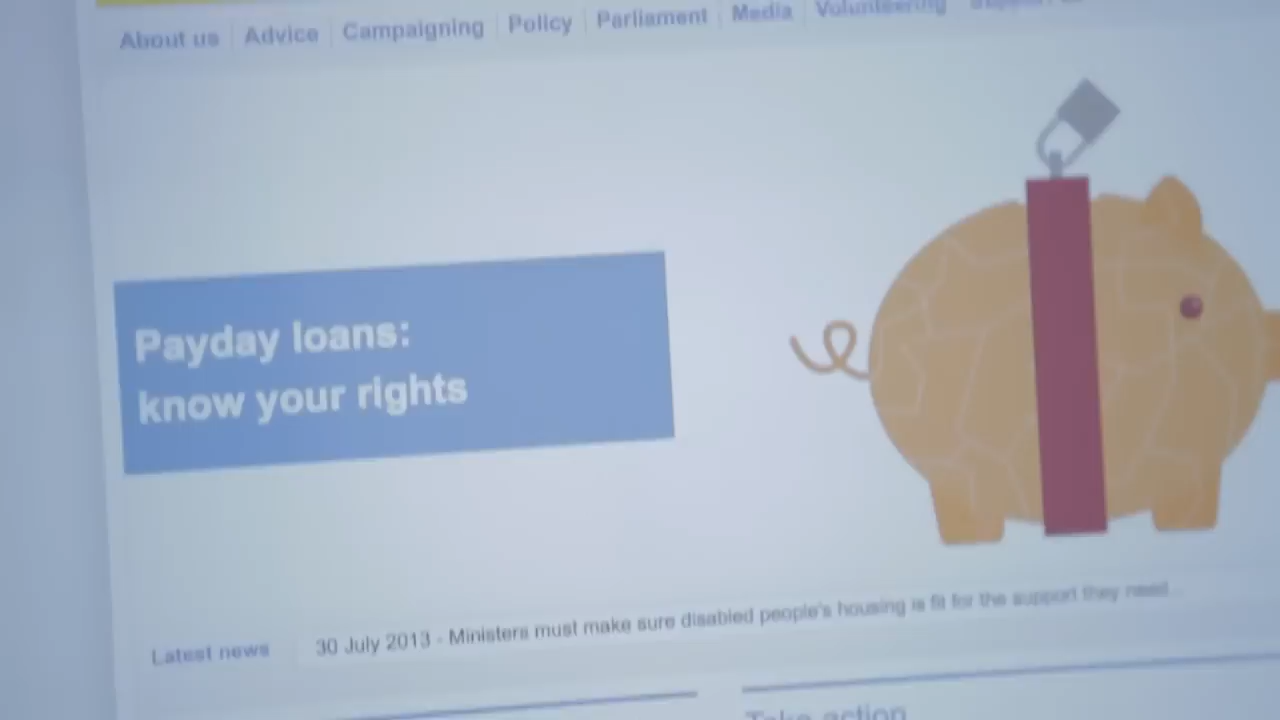 About us Advice Campaigning Policy Parliament Media Volunteering
Payday loans:
know your rights
Latest news 30 July 2013 - Ministers must make sure disabled people's housing is fit for the support they need...
Take action